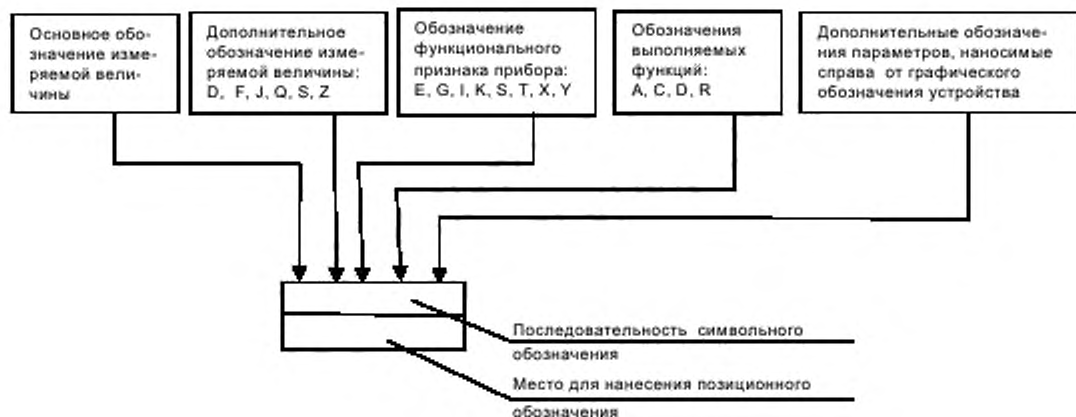 Основное обо-
значение изме-
ряемой вели-
чины
Дополнительное
обозначение изме-
ряемой величины:
D, F, J, Q, S, Z
Обозначение
функционального
признака прибора:
E, G, I, K, S, T, X, Y
Обозначения
выполняемых
функций:
A, C, D, R
Дополнительные обозначе-
ния параметров, наносимые
справа от графического
обозначения устройства
Последовательность символьного
обозначения
Место для нанесения позиционного
обозначения